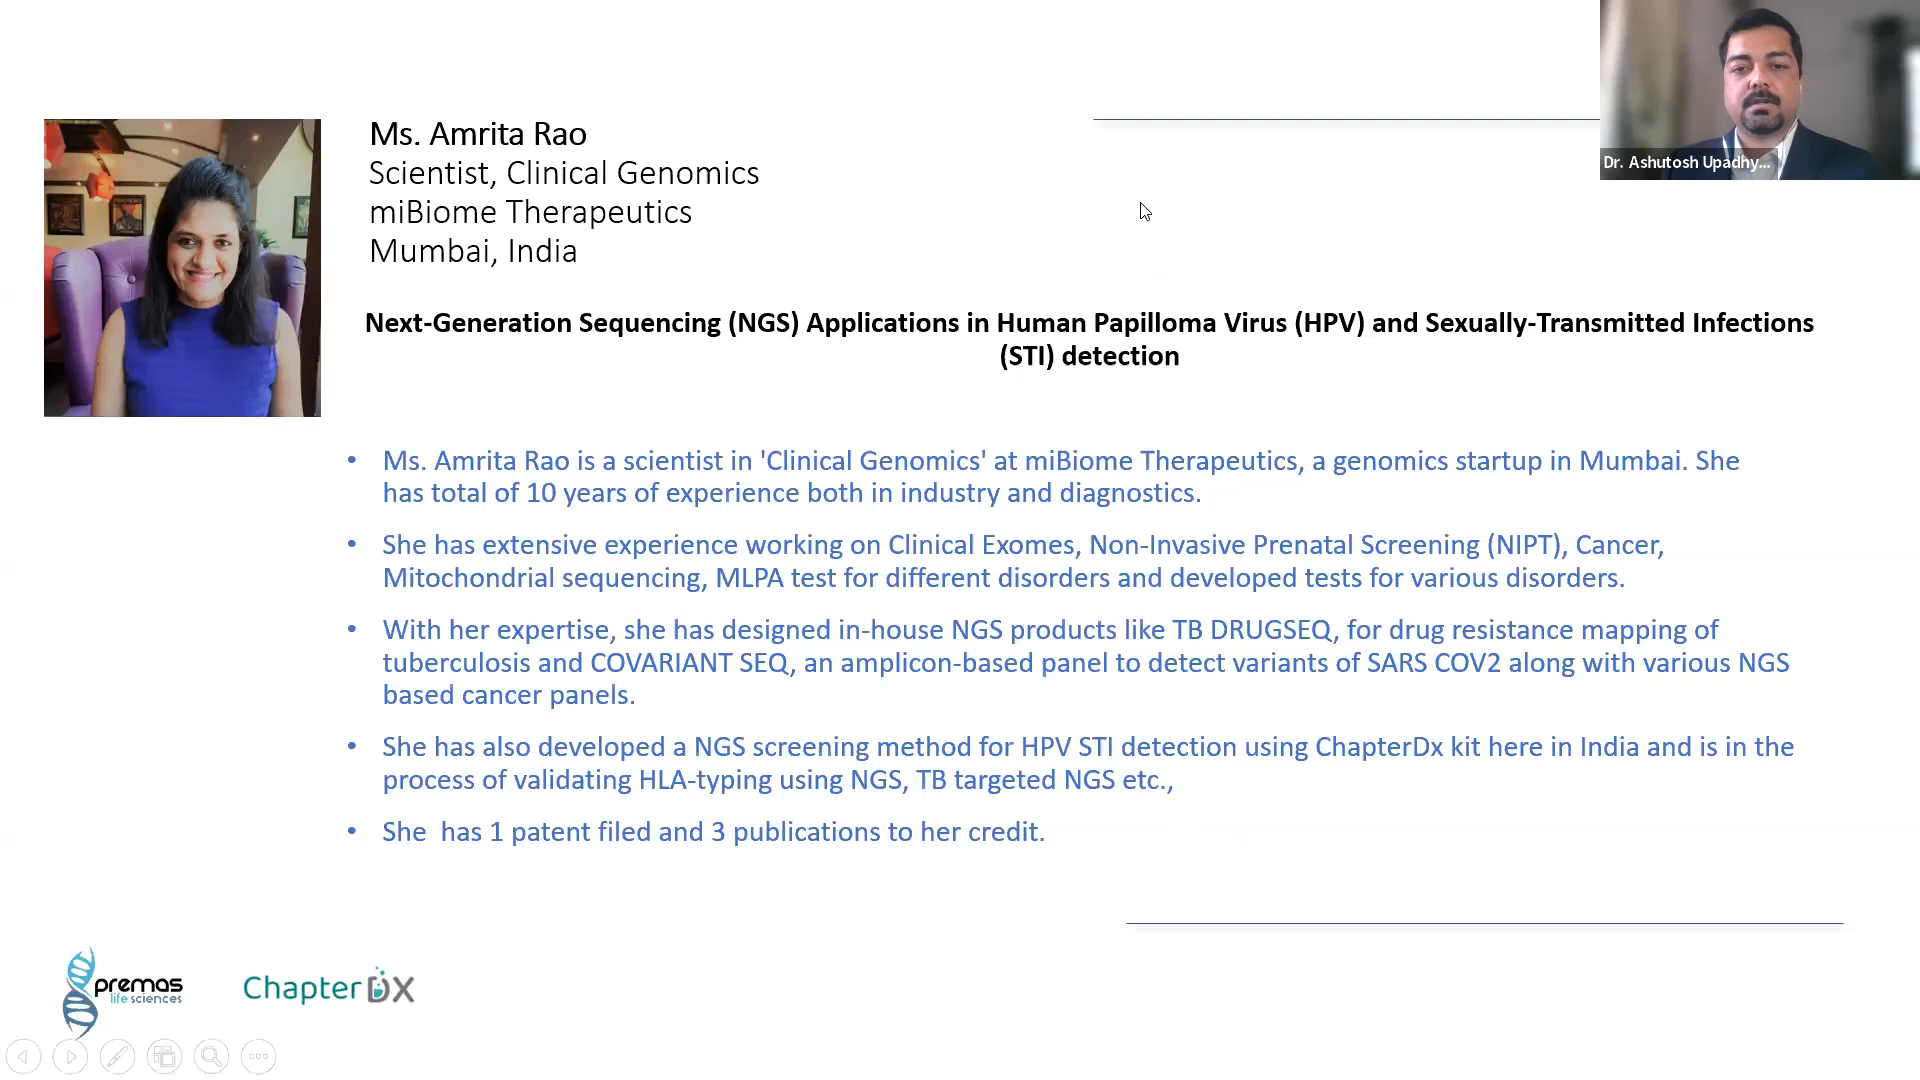 Ms. Amrita Rao
Scientist, Clinical Genomics
miBiome Therapeutics
Mumbai, India
Dr. Ashutosh Upadhy...
Next-Generation Sequencing (NGS) Applications in Human Papilloma Virus (HPV) and Sexually-Transmitted Infections
(STI) detection
• Ms. Amrita Rao is a scientist in 'Clinical Genomics' at miBiome Therapeutics, a genomics startup in Mumbai. She
has total of 10 years of experience both in industry and diagnostics.
• She has extensive experience working on Clinical Exomes, Non-Invasive Prenatal Screening (NIPT), Cancer,
Mitochondrial sequencing, MLPA test for different disorders and developed tests for various disorders.
• With her expertise, she has designed in-house NGS products like TB DRUGSEQ, for drug resistance mapping of
tuberculosis and COVARIANT SEQ, an amplicon-based panel to detect variants of SARS COV2 along with various NGS
based cancer panels.
• She has also developed a NGS screening method for HPV STI detection using ChapterDx kit here in India and is in the
process of validating HLA-typing using NGS, TB targeted NGS etc.,
• She  has 1 patent filed and 3 publications to her credit.
premas
life sciences
ChapterDX